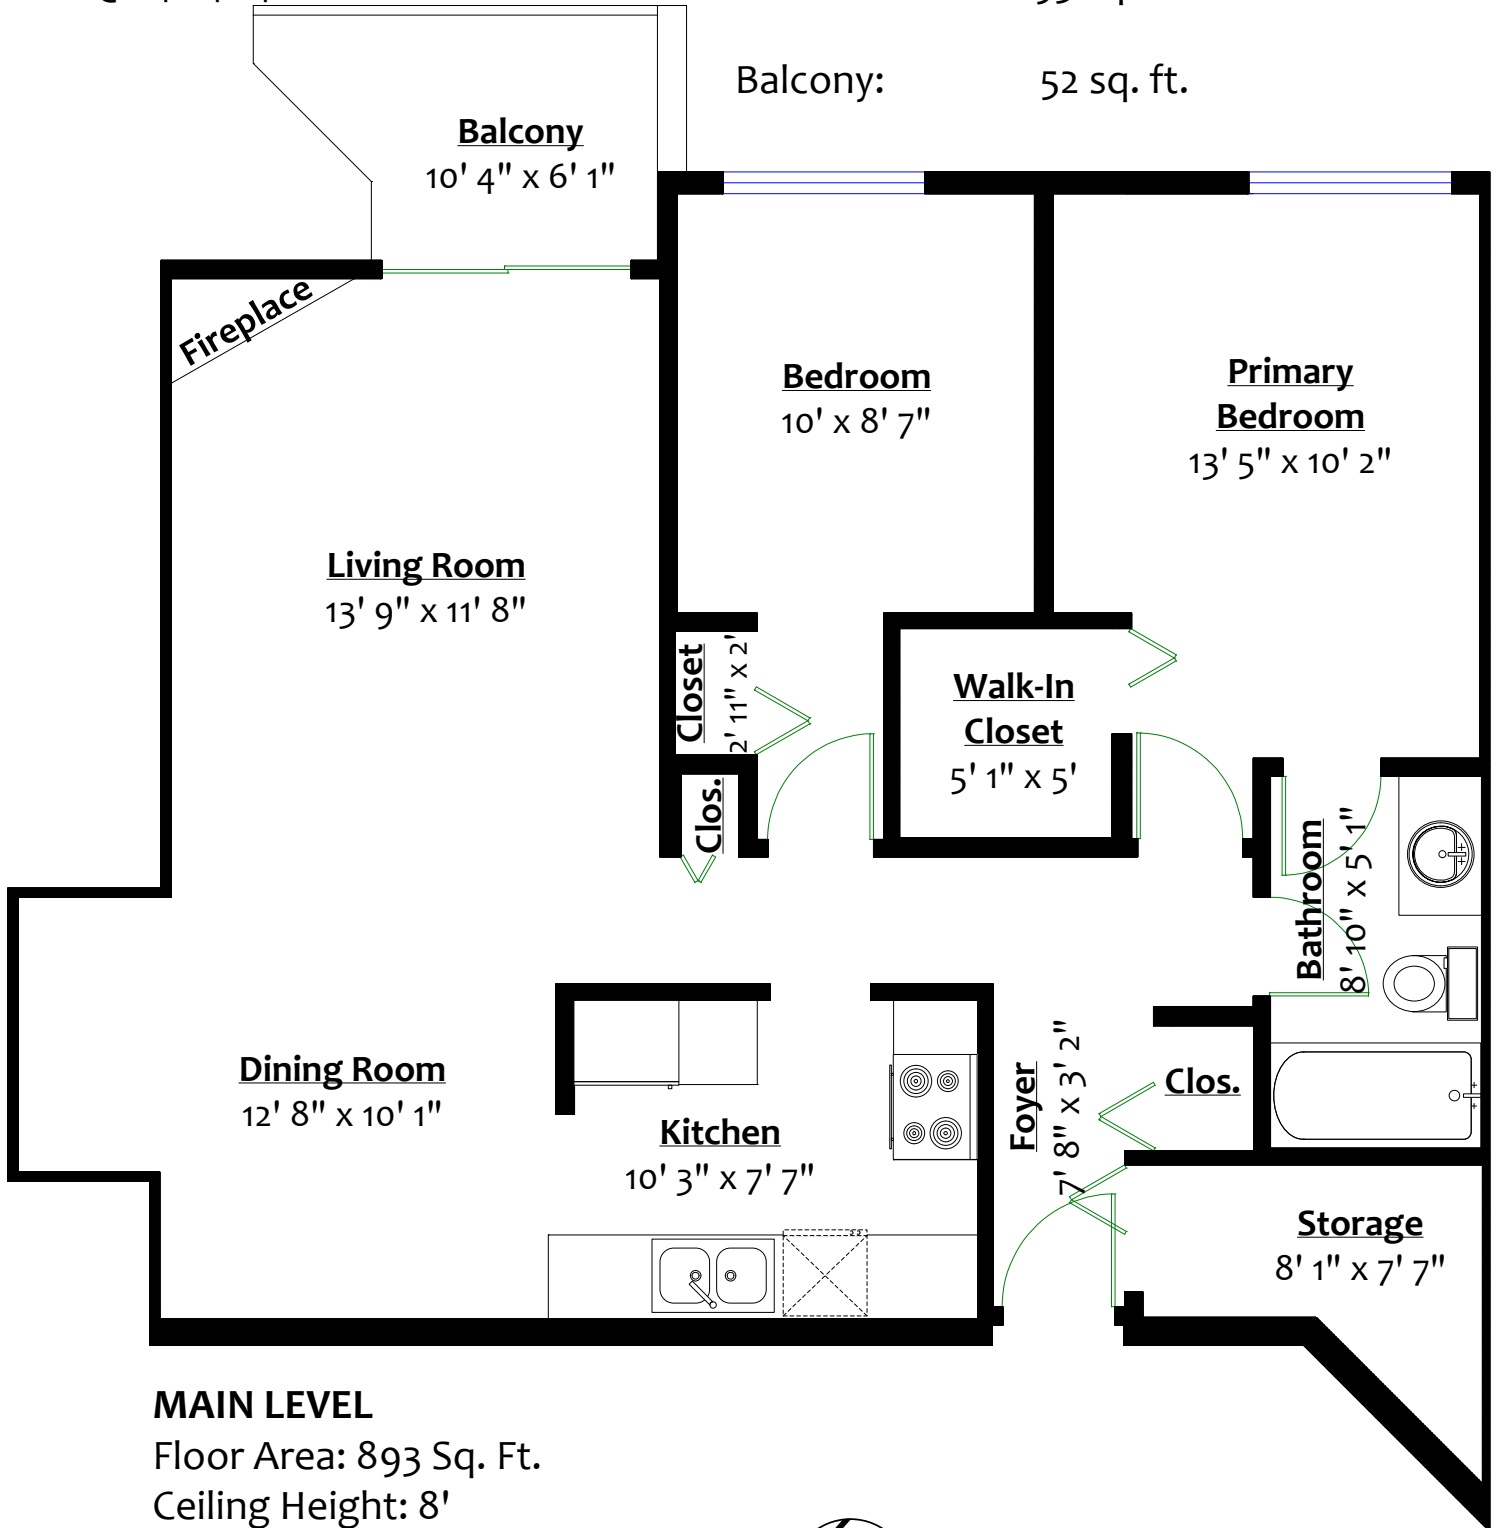 Balcony: 52 sq. ft.
Balcony
10' 4" x 6' 1"
Fireplace
Bedroom
10' x 8' 7"
Primary
Bedroom
13' 5" x 10' 2"
Living Room
13' 9" x 11' 8"
Closet
2' 11" x 2'
Walk-In
Closet
5' 1" x 5'
Clos.
Bathroom
8' 10" x 5' 1"
Dining Room
12' 8" x 10' 1"
Kitchen
10' 3" x 7' 7"
Foyer
7' 8" x 3' 2"
Clos.
Storage
8' 1" x 7' 7"
MAIN LEVEL
Floor Area: 893 Sq. Ft.
Ceiling Height: 8'